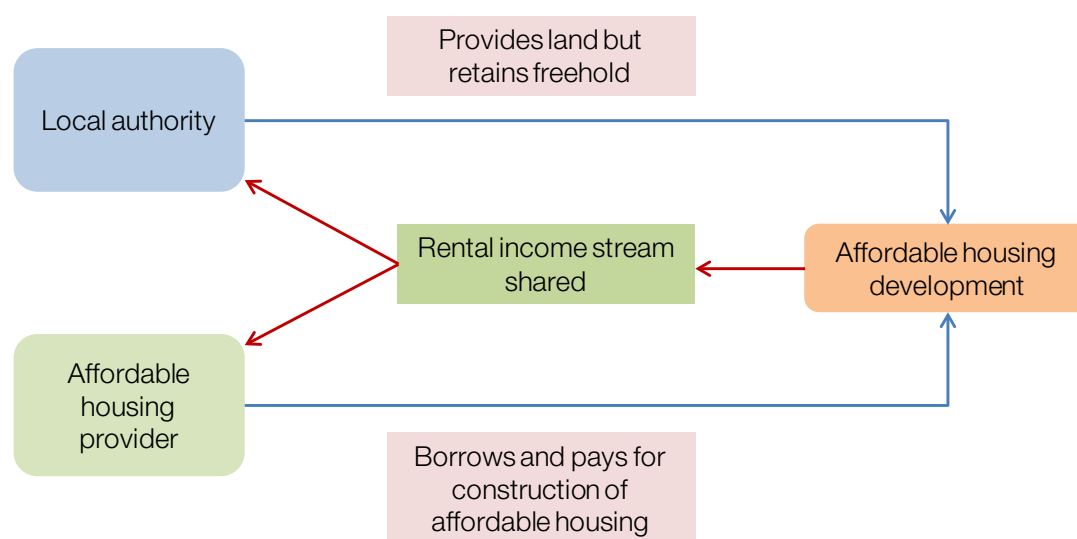 Provides land but
retains freehold
Local authority
Rental income stream
shared
Affordable housing
development
Affordable
housing
provider
Borrows and pays for
construction of
affordable housing